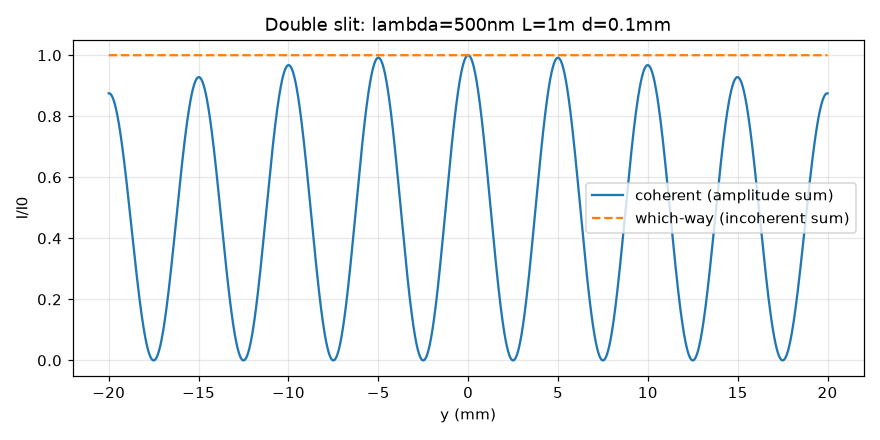 Double slit: lambda=500nm L=1m d=0.1mm
I/I0
1.0
0.8
0.6
0.4
0.2
0.0
coherent (amplitude sum)
which-way (incoherent sum)
−20 −15 −10 −5 0 5 10 15 20
y (mm)